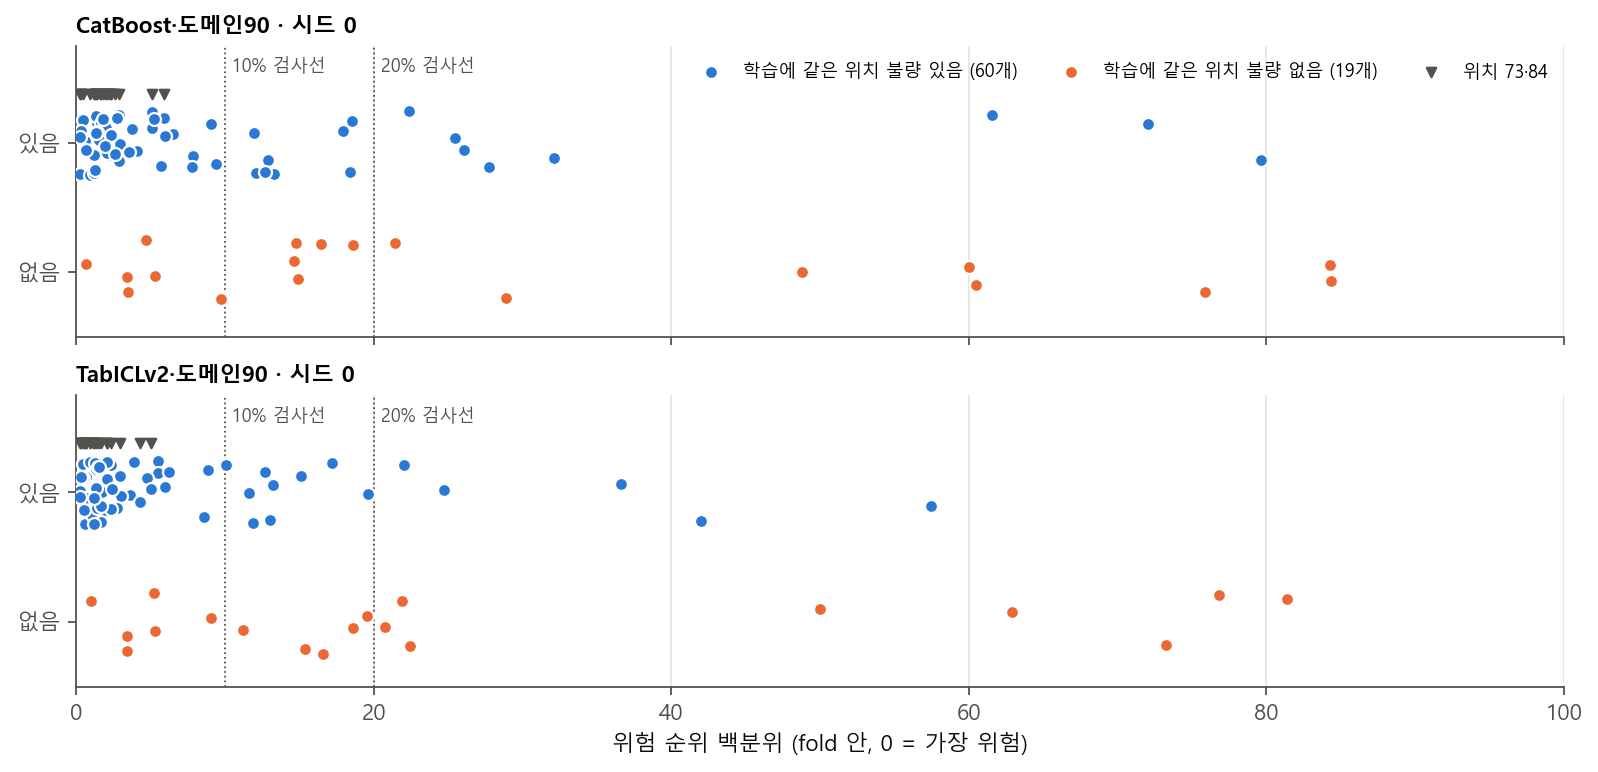 CatBoost·도메인90 · 시드 0
10% 검사선
20% 검사선
학습에 같은 위치 불량 있음 (60개)
학습에 같은 위치 불량 없음 (19개)
위치 73·84
있음
없음
TabICLv2·도메인90 · 시드 0
10% 검사선
20% 검사선
있음
없음
0 20 40 60 80 100
위험 순위 백분위 (fold 안, 0 = 가장 위험)